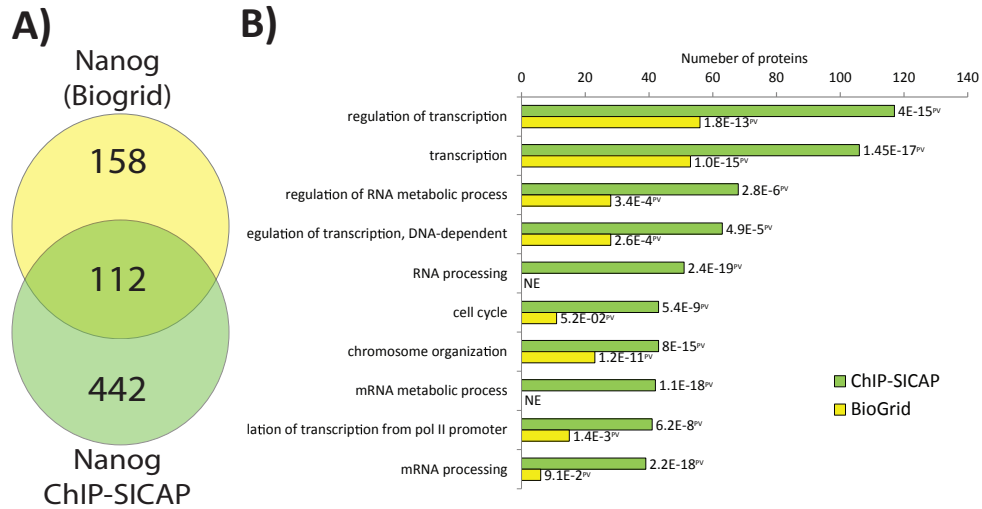 A)
Nanog
(Biogrid)
158
112
442
Nanog
ChIP-SICAP
B)
Numeber of proteins
0 20 40 60 80 100 120 140
regulation of transcription
4E-15PV
1.8E-13PV
transcription
1.45E-17PV
1.0E-15PV
regulation of RNA metabolic process
2.8E-6PV
3.4E-4PV
egulation of transcription, DNA-dependent
4.9E-5PV
2.6E-4PV
RNA processing
2.4E-19PV
NE
cell cycle
5.4E-9PV
5.2E-02PV
chromosome organization
8E-15PV
1.2E-11PV
mRNA metabolic process
1.1E-18PV
NE
lation of transcription from pol II promoter
6.2E-8PV
1.4E-3PV
mRNA processing
2.2E-18PV
9.1E-2PV
ChIP-SICAP
BioGrid